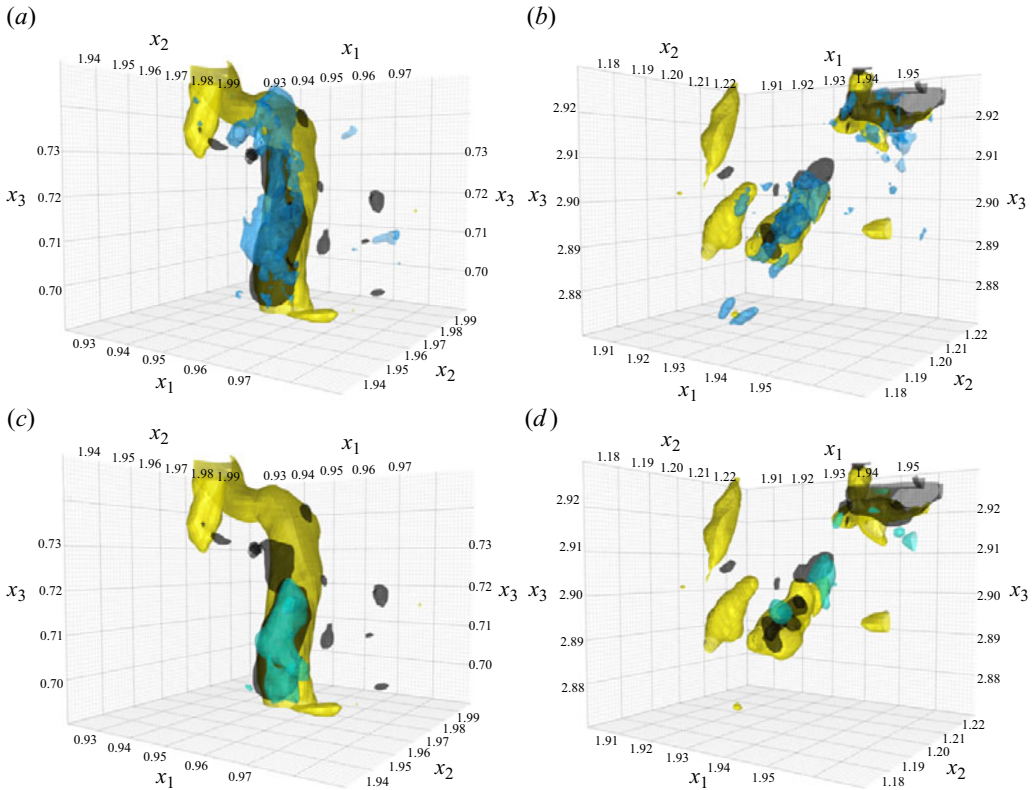 (a)
x₂
x₁
1.94 1.95 1.96 1.97 1.98 1.99 0.93 0.94 0.95 0.96 0.97
0.73 0.73
0.72 0.72
x₃ x₃
0.71 0.71
0.70 0.70
0.93 0.94 0.95 0.96 0.97
1.94 1.95 1.96 1.97 1.98 1.99
x₁
x₂
(b)
x₂
x₁
1.18 1.19 1.20 1.21 1.22 1.91 1.92 1.93 1.94 1.95
2.92 2.92
2.91 2.91
x₃ x₃
2.90 2.90
2.89 2.89
2.88 2.88
1.91 1.92 1.93 1.94 1.95
1.18 1.19 1.20 1.21 1.22
x₁
x₂
(c)
x₂
x₁
1.94 1.95 1.96 1.97 1.98 1.99 0.93 0.94 0.95 0.96 0.97
0.73 0.73
0.72 0.72
x₃ x₃
0.71 0.71
0.70 0.70
0.93 0.94 0.95 0.96 0.97
1.94 1.95 1.96 1.97 1.98 1.99
x₁
x₂
(d)
x₂
x₁
1.18 1.19 1.20 1.21 1.22 1.91 1.92 1.93 1.94 1.95
2.92 2.92
2.91 2.91
x₃
2.90 2.90
2.89 2.89
2.88 2.88
1.91 1.92 1.93 1.94 1.95
1.18 1.19 1.20 1.21 1.22
x₁
x₂